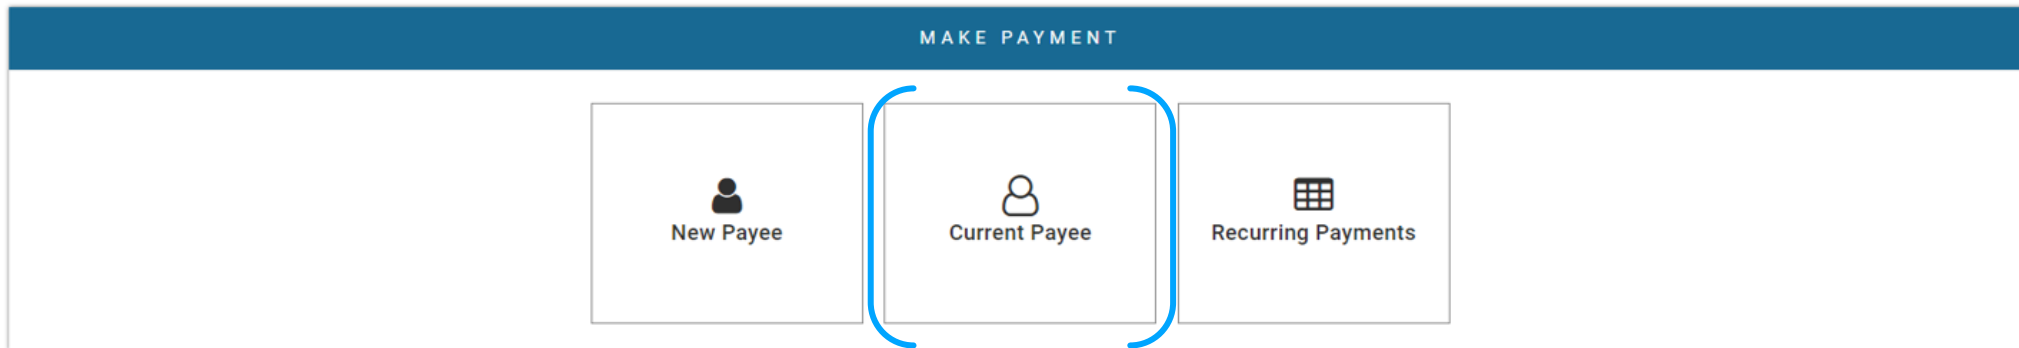 MAKE PAYMENT
New Payee
Current Payee
Recurring Payments